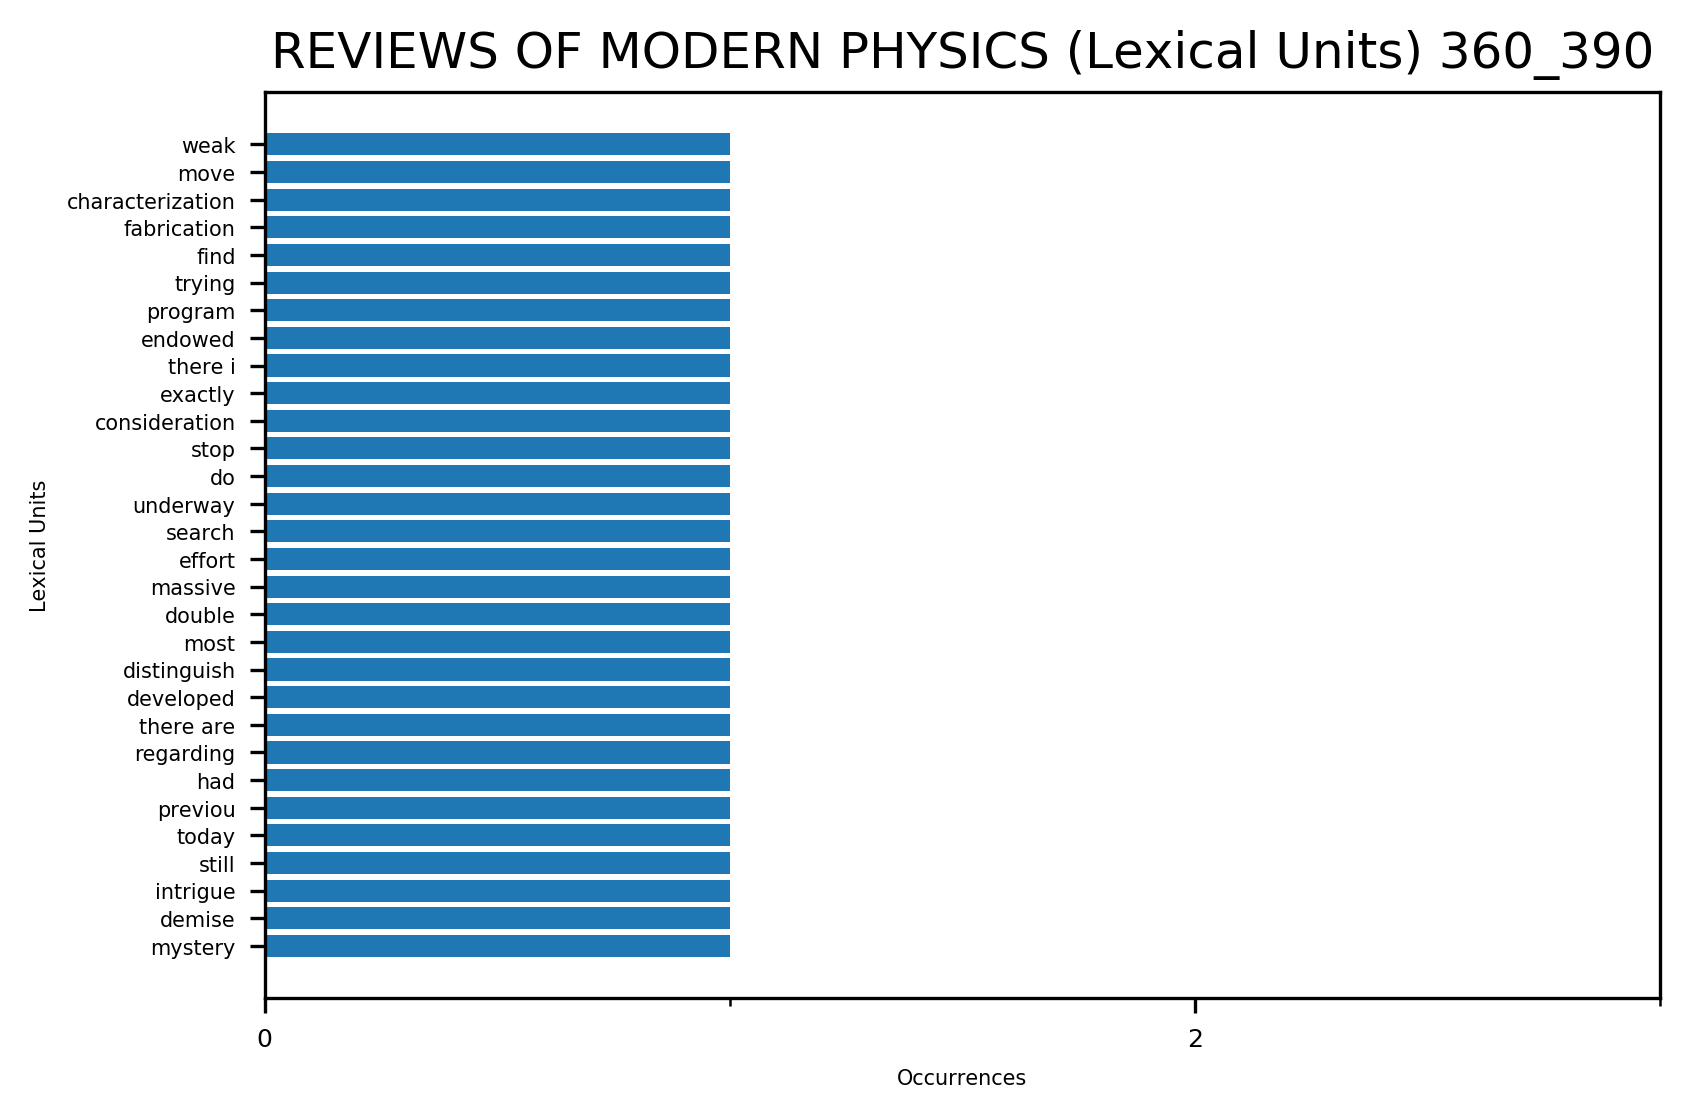 REVIEWS OF MODERN PHYSICS (Lexical Units) 360_390
weak
move
characterization
fabrication
find
trying
program
endowed
there i
exactly
consideration
stop
do
underway
search
effort
massive
double
most
distinguish
developed
there are
regarding
had
previou
today
still
intrigue
demise
mystery
Lexical Units
0 2
Occurrences